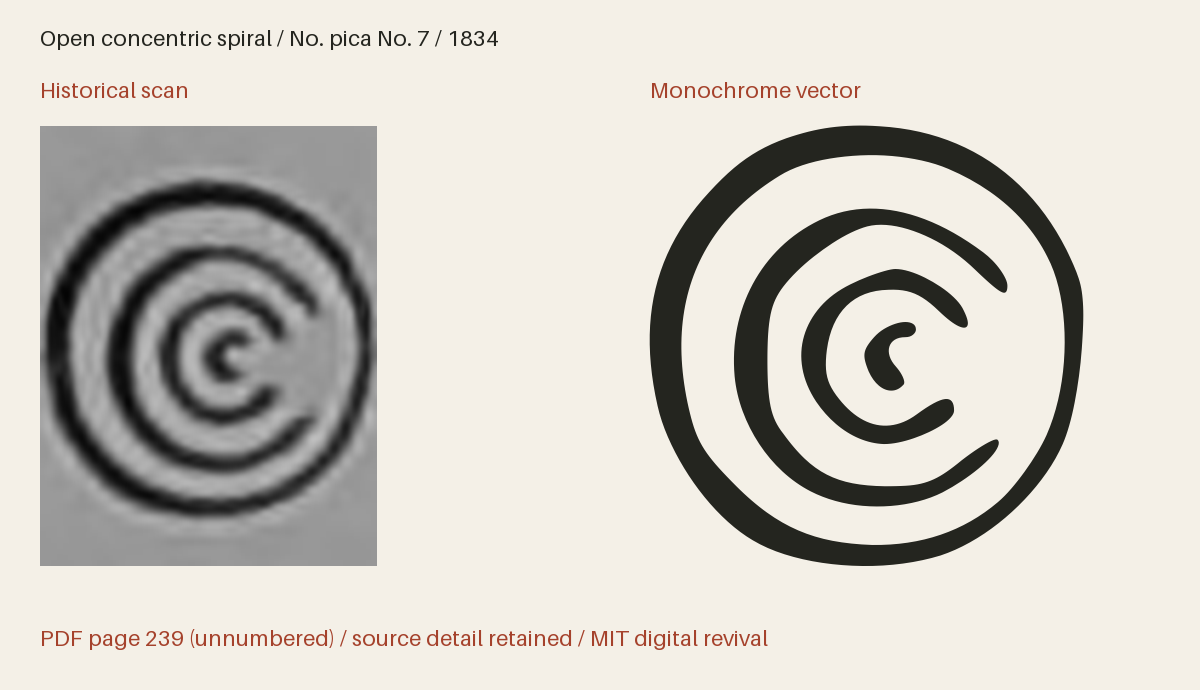 Open concentric spiral / No. pica No. 7 / 1834
Historical scan
Monochrome vector
PDF page 239 (unnumbered) / source detail retained / MIT digital revival